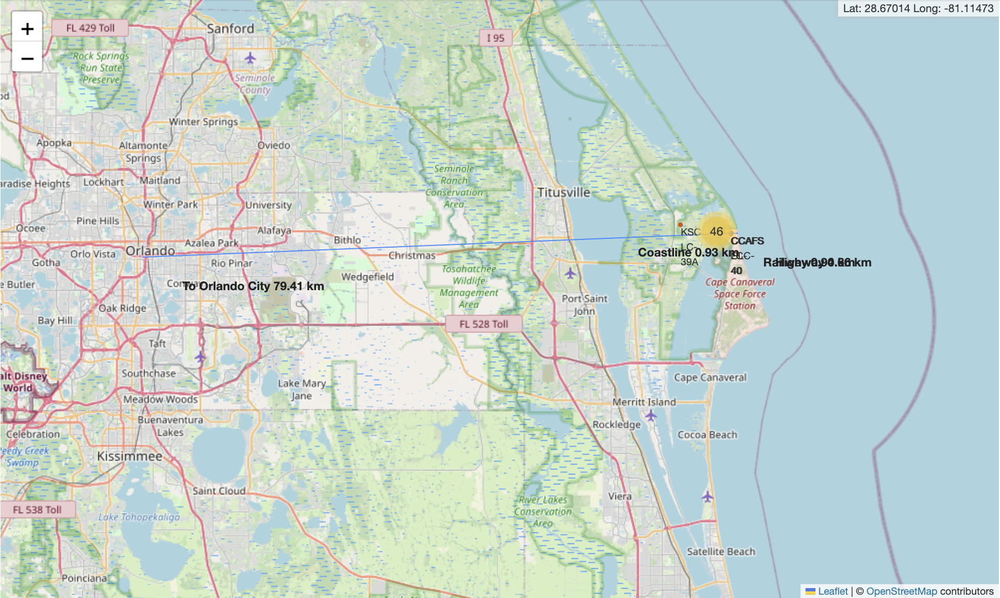 Lat: 28.67014 Long: -81.11473
+
−
FL 429 Toll
Sanford
I 95
Rock Springs
Run State
Preserve
Seminole
County
Winter Springs
Apopka
Altamonte
Springs
Oviedo
Seminole
Ranch
Conservation
Area
aradise Heights
Lockhart
Maitland
Titusville
Winter Park
University
Pine Hills
Ocoee
Alafaya
KSC
LC-
39A
46
Azalea Park
Bithlo
CCAFS
40
Orlando
Orlo Vista
Christmas
Coastline 0.93 km
Gotha
Rio Pinar
Tosohatchee
Wildlife
Management
Area
Wedgefield
e Butler
To Orlando City 79.41 km
Cape Canaveral
Space Force
Station
Port Saint
John
Oak Ridge
Bay Hill
FL 528 Toll
Taft
Southchase
alt Disney
World
Lake Mary
Jane
Cape Canaveral
Meadow Woods
Merritt Island
Buenaventura
Lakes
Rockledge
Celebration
Cocoa Beach
eedy Creek
Swamp
Kissimmee
Saint Cloud
Viera
River Lakes
Conservation
Area
FL 538 Toll
Lake Tohopekaliga
Satellite Beach
Poinciana
Leaflet | © OpenStreetMap contributors